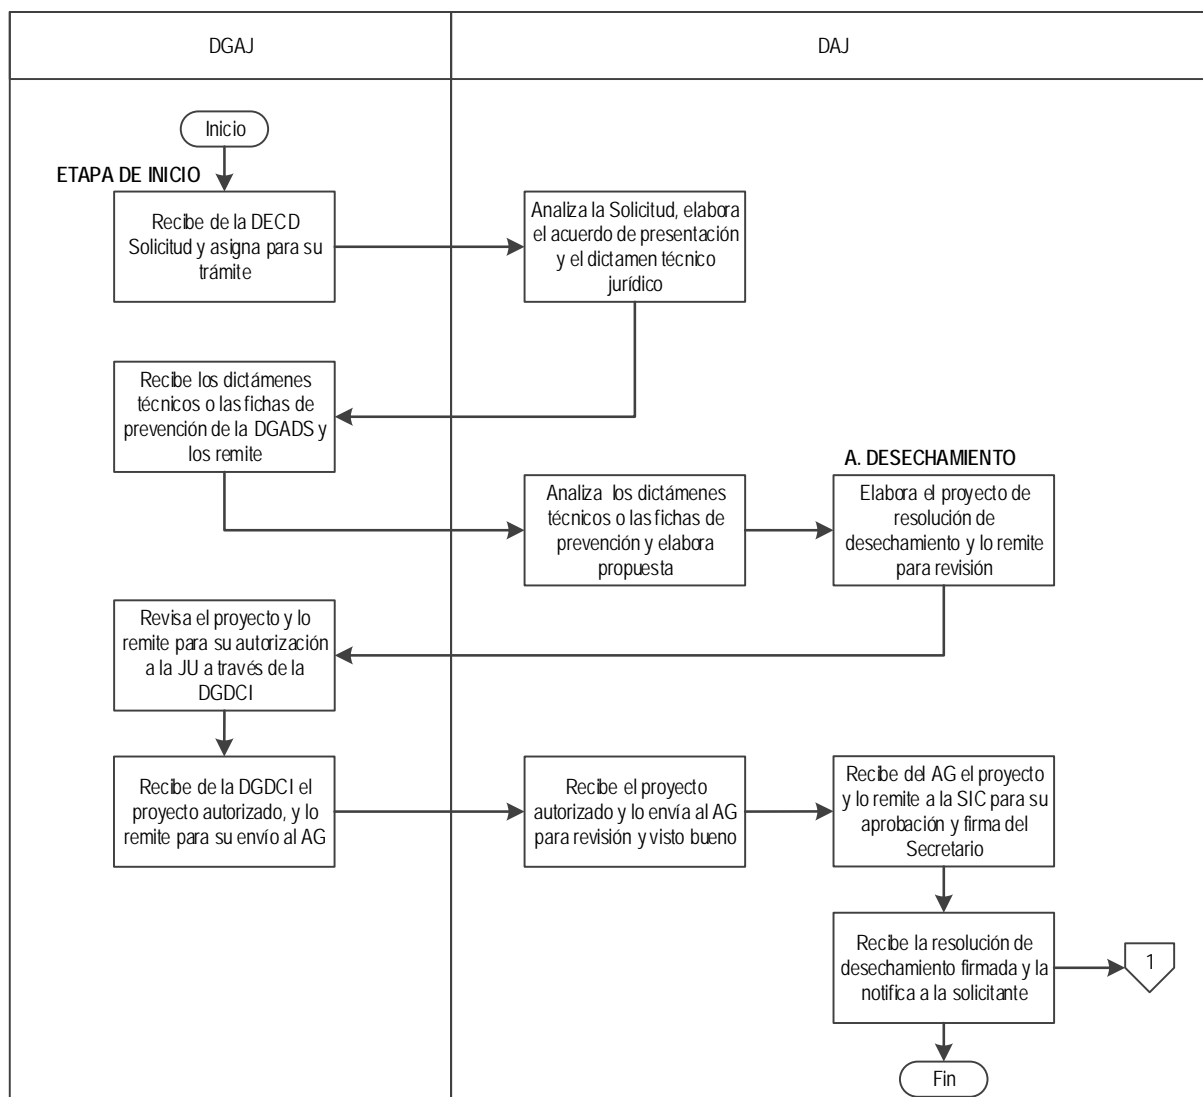 DGAJ
DAJ
Inicio
ETAPA DE INICIO
Recibe de la DECD
Solicitud y asigna para su
trámite
Analiza la Solicitud, elabora
el acuerdo de presentación
y el dictamen técnico
jurídico
Recibe los dictámenes
técnicos o las fichas de
prevención de la DGADS y
los remite
Analiza los dictámenes
técnicos o las fichas de
prevención y elabora
propuesta
A. DESECHAMIENTO
Elabora el proyecto de
resolución de
desechamiento y lo remite
para revisión
Revisa el proyecto y lo
remite para su autorización
a la JU a través de la
DGDCI
Recibe de la DGDCI el
proyecto autorizado, y lo
remite para su envío al AG
Recibe el proyecto
autorizado y lo envía al AG
para revisión y visto bueno
Recibe del AG el proyecto
y lo remite a la SIC para su
aprobación y firma del
Secretario
Recibe la resolución de
desechamiento firmada y la
notifica a la solicitante
1
Fin